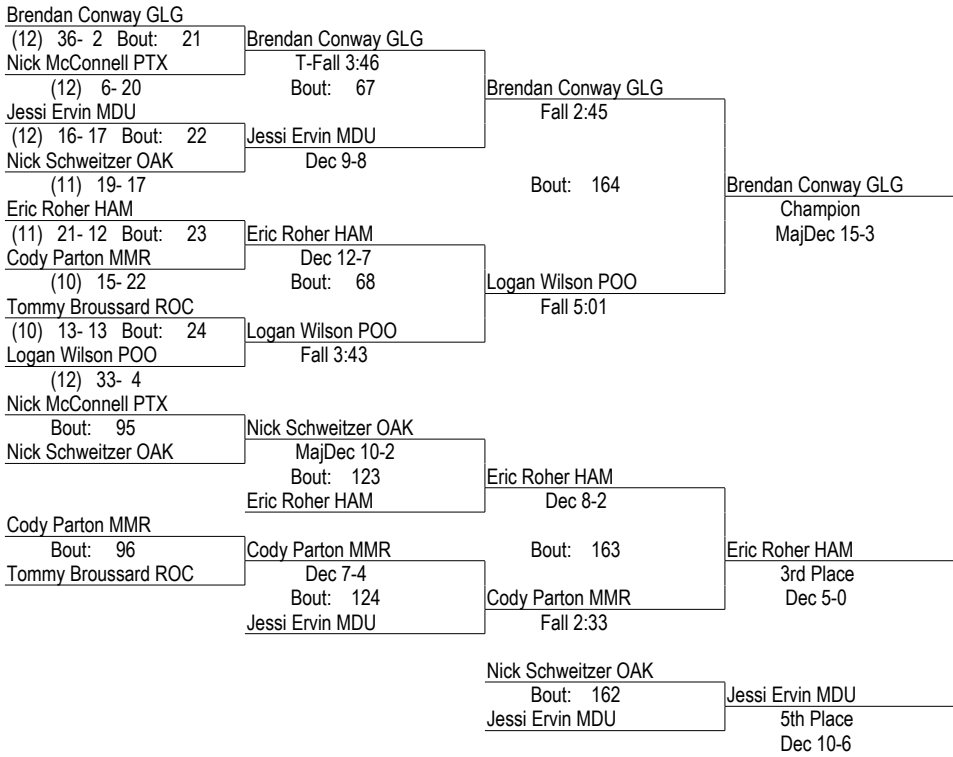 Brendan Conway GLG
(12) 36- 2 Bout: 21 Brendan Conway GLG
Nick McConnell PTX T-Fall 3:46
(12) 6- 20 Bout: 67 Brendan Conway GLG
Jessi Ervin MDU Fall 2:45
(12) 16- 17 Bout: 22 Jessi Ervin MDU
Nick Schweitzer OAK Dec 9-8
(11) 19- 17 Bout: 164 Brendan Conway GLG
Eric Roher HAM Champion
(11) 21- 12 Bout: 23 Eric Roher HAM MajDec 15-3
Cody Parton MMR Dec 12-7
(10) 15- 22 Bout: 68 Logan Wilson POO
Tommy Broussard ROC Fall 5:01
(10) 13- 13 Bout: 24 Logan Wilson POO
Logan Wilson POO Fall 3:43
(12) 33- 4
Nick McConnell PTX
Bout: 95 Nick Schweitzer OAK
Nick Schweitzer OAK MajDec 10-2
Bout: 123 Eric Roher HAM
Eric Roher HAM Dec 8-2
Cody Parton MMR
Bout: 96 Cody Parton MMR Bout: 163 Eric Roher HAM
Tommy Broussard ROC Dec 7-4 3rd Place
Bout: 124 Cody Parton MMR Dec 5-0
Jessi Ervin MDU Fall 2:33
Nick Schweitzer OAK
Bout: 162 Jessi Ervin MDU
Jessi Ervin MDU 5th Place
Dec 10-6